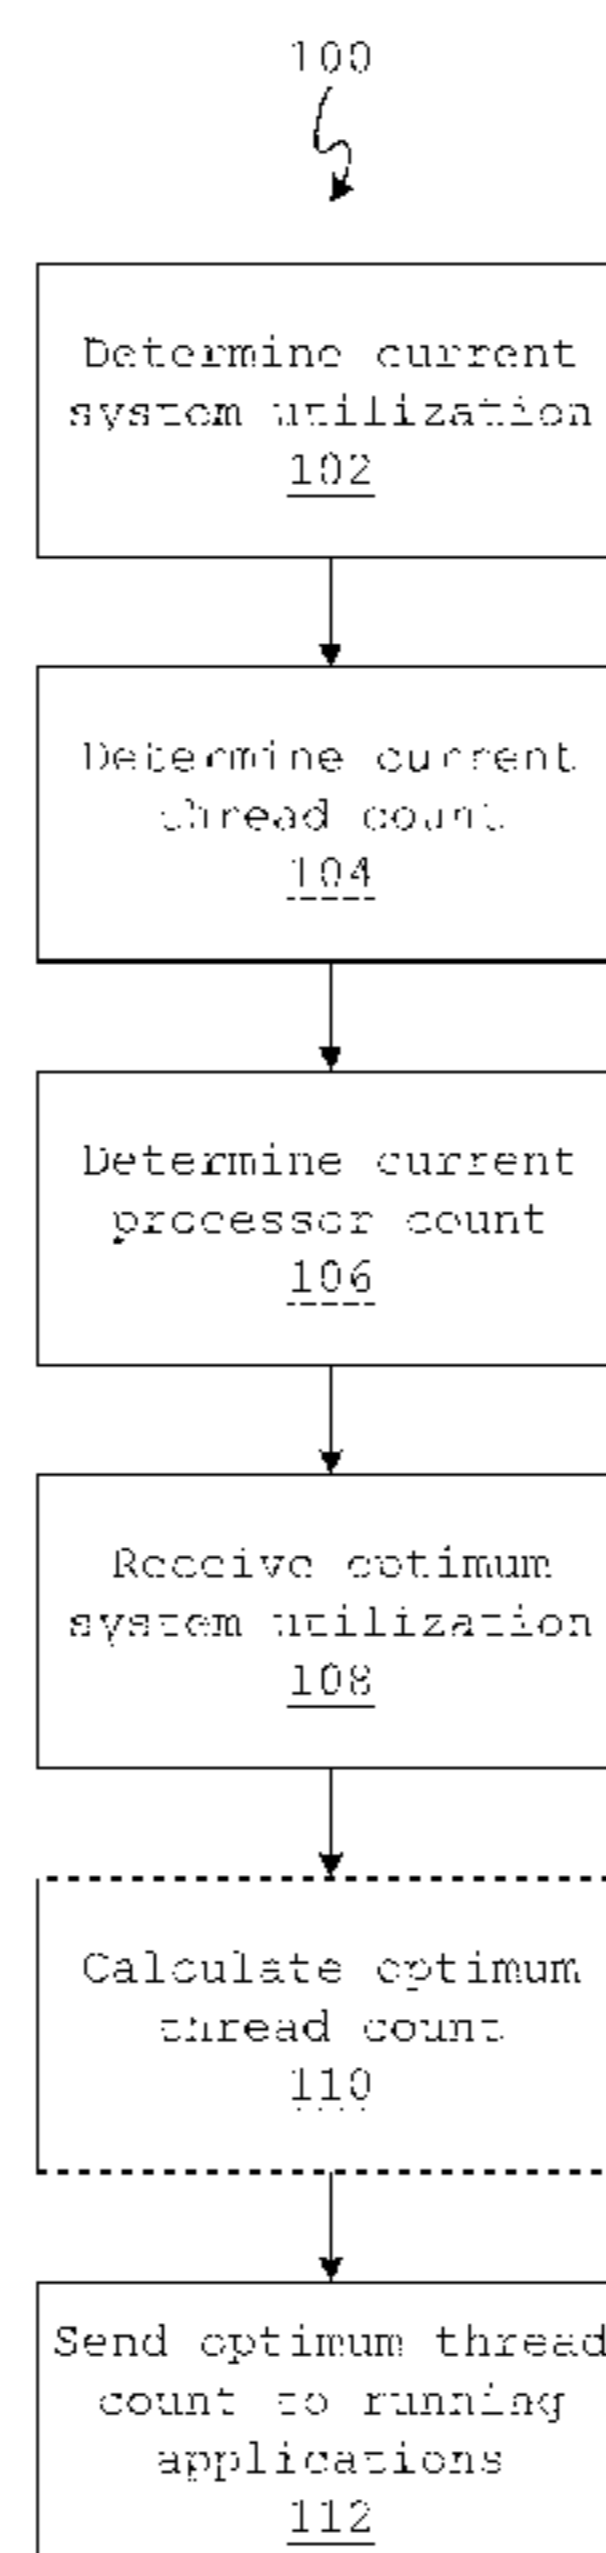 100
Determine current
system utilization
102
Determine current
thread count
104
Determine current
processor count
106
Receive optimum
system utilization
108
Calculate optimum
thread count
110
Send optimum thread
count to running
applications
112